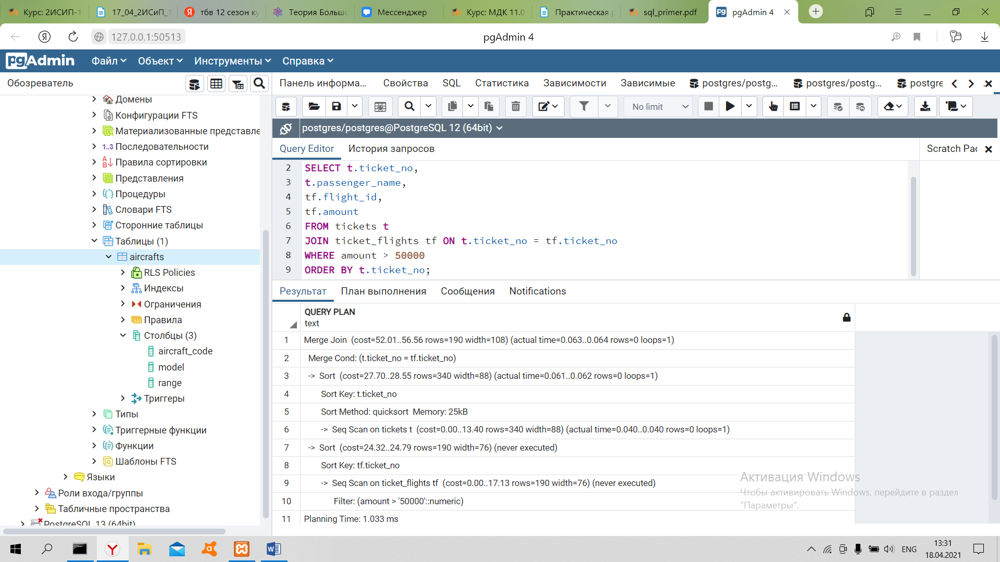 Курс: 2ИСИП-1
17_04_2ИСиП_1
тбв 12 сезон ку
Теория Больш
Мессенджер
Курс: МДК 11.0
Практическая р
sql_primer.pdf
pgAdmin 4
127.0.0.1:50513
pgAdmin 4
pgAdmin
Файл
Объект
Инструменты
Справка
Обозреватель
Панель информа...
Свойства
SQL
Статистика
Зависимости
Зависимые
postgres/postg...
postgres/postg...
postgre
No limit
Домены
Конфигурации FTS
Материализованные представле
1..3 Последовательности
Правила сортировки
Представления
Процедуры
Словари FTS
Сторонние таблицы
Таблицы (1)
aircrafts
RLS Policies
Индексы
Ограничения
Правила
Столбцы (3)
aircraft_code
model
range
Триггеры
Типы
Триггерные функции
Функции
Шаблоны FTS
Языки
Роли входа/группы
Табличные пространства
PostgreSQL 13 (64bit)
postgres/postgres@PostgreSQL 12 (64bit)
Query Editor
История запросов
Scratch Pac
2 SELECT t.ticket_no,
3 t.passenger_name,
4 tf.flight_id,
5 tf.amount
6 FROM tickets t
7 JOIN ticket_flights tf ON t.ticket_no = tf.ticket_no
8 WHERE amount > 50000
9 ORDER BY t.ticket_no;
Результат
План выполнения
Сообщения
Notifications
QUERY PLAN
text
1 Merge Join (cost=52.01..56.56 rows=190 width=108) (actual time=0.063..0.064 rows=0 loops=1)
2 Merge Cond: (t.ticket_no = tf.ticket_no)
3 -> Sort (cost=27.70..28.55 rows=340 width=88) (actual time=0.061..0.062 rows=0 loops=1)
4 Sort Key: t.ticket_no
5 Sort Method: quicksort Memory: 25kB
6 -> Seq Scan on tickets t (cost=0.00..13.40 rows=340 width=88) (actual time=0.040..0.040 rows=0 loops=1)
7 -> Sort (cost=24.32..24.79 rows=190 width=76) (never executed)
8 Sort Key: tf.ticket_no
9 -> Seq Scan on ticket_flights tf (cost=0.00..17.13 rows=190 width=76) (never executed)
10 Filter: (amount > '50000'::numeric)
11 Planning Time: 1.033 ms
Активация Windows
Чтобы активировать Windows, перейдите в раздел
"Параметры".
ENG
13:31
18.04.2021